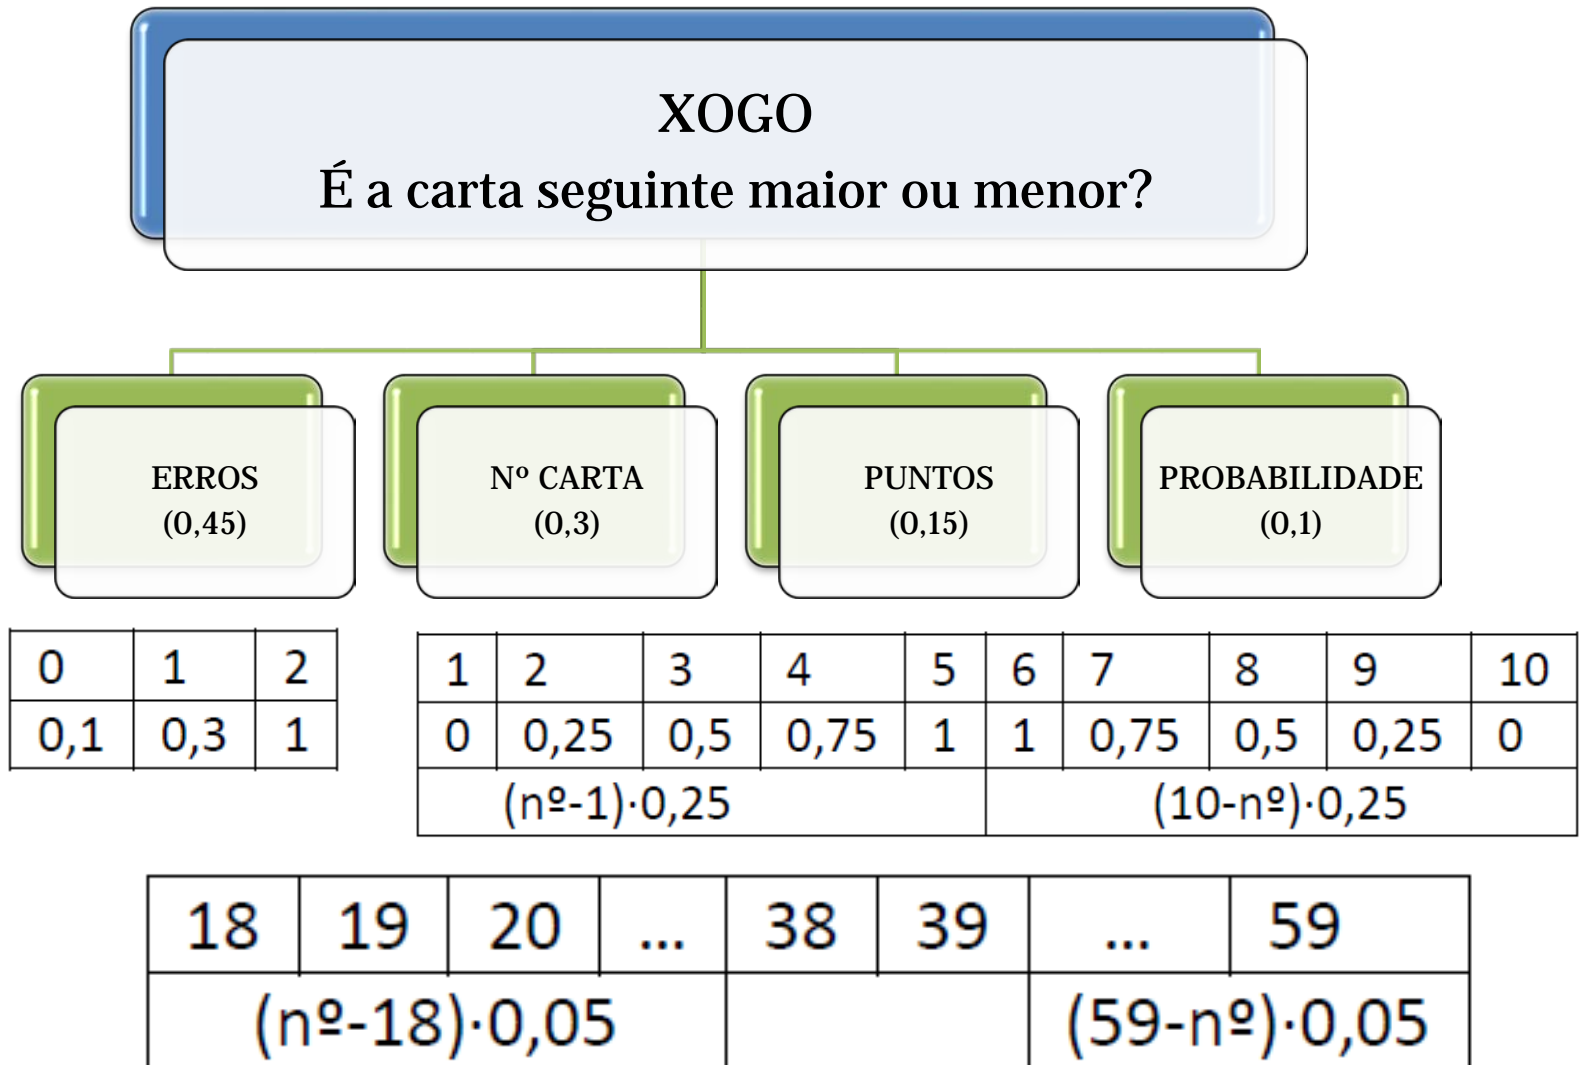 XOGO
É a carta seguinte maior ou menor?
ERROS
(0,45)
Nº CARTA
(0,3)
PUNTOS
(0,15)
PROBABILIDADE
(0,1)
0 1 2
0,1 0,3 1
1 2 3 4 5 6 7 8 9 10
0 0,25 0,5 0,75 1 1 0,75 0,5 0,25 0
(nº-1)·0,25 (10-nº)·0,25
18 19 20 ... 38 39 ... 59
(nº-18)·0,05 (59-nº)·0,05